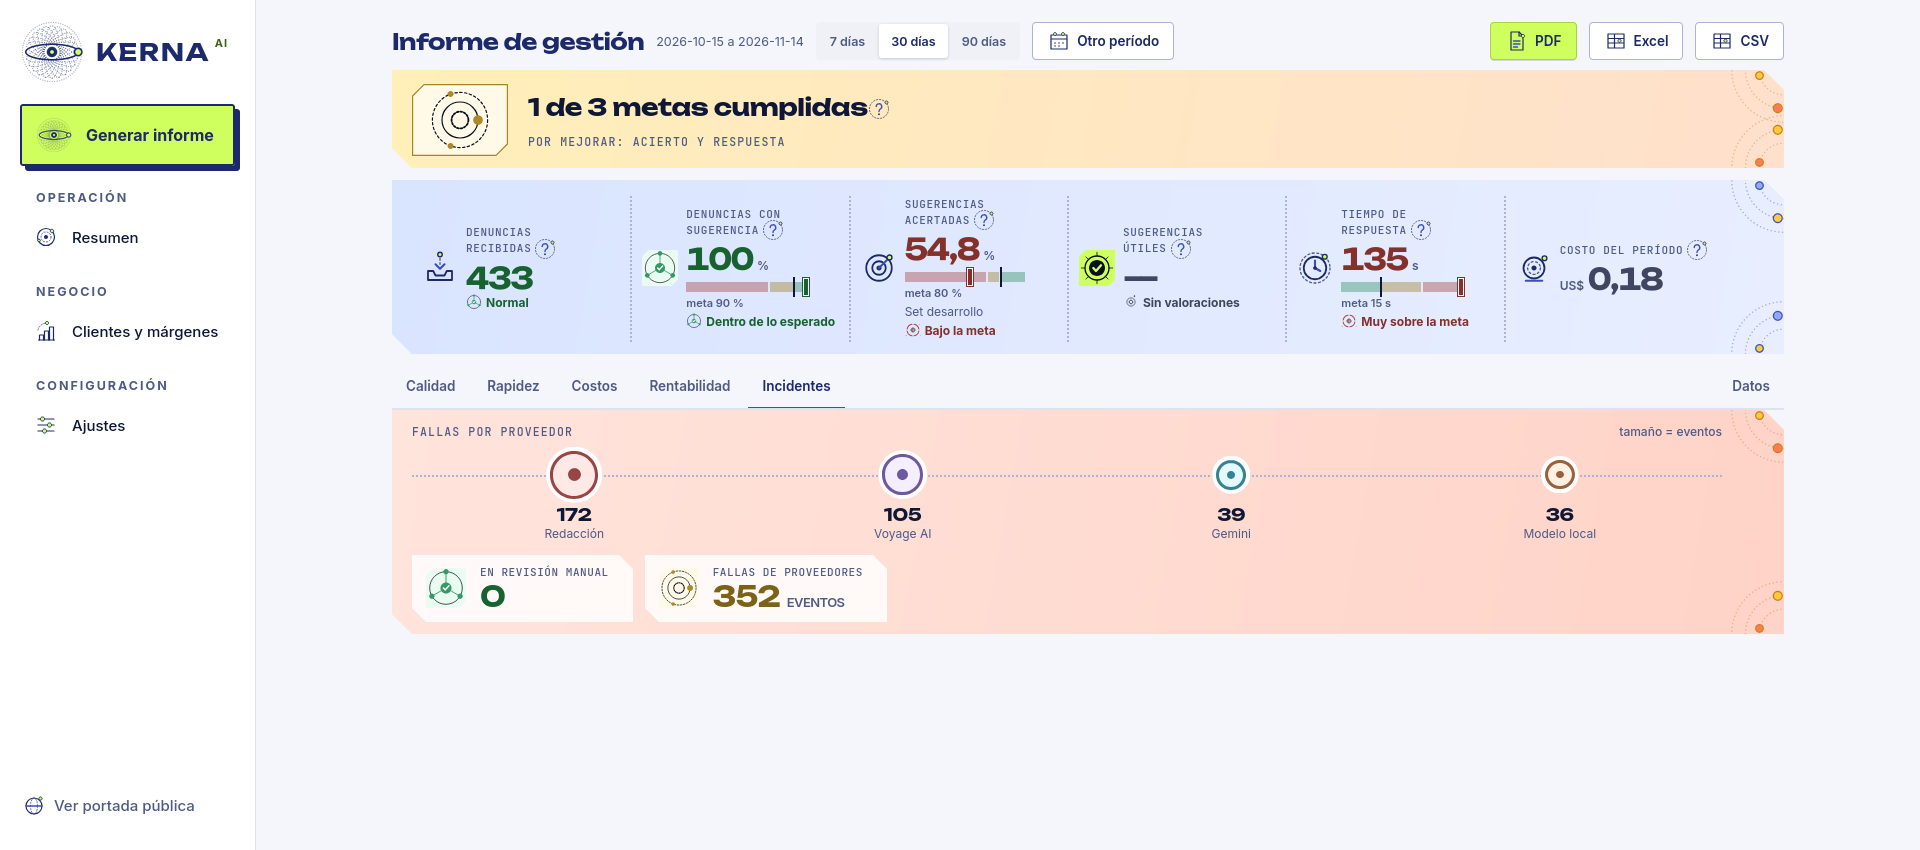 KERNA AI
Generar informe
OPERACIÓN
Resumen
NEGOCIO
Clientes y márgenes
CONFIGURACIÓN
Ajustes
Ver portada pública
Informe de gestión 2026-10-15 a 2026-11-14 7 días 30 días 90 días Otro período PDF Excel CSV
1 de 3 metas cumplidas ?
POR MEJORAR: ACIERTO Y RESPUESTA
DENUNCIAS
RECIBIDAS ?
433
Normal
DENUNCIAS CON
SUGERENCIA ?
100 %
meta 90 %
Dentro de lo esperado
SUGERENCIAS
ACERTADAS ?
54,8 %
meta 80 %
Set desarrollo
Bajo la meta
SUGERENCIAS
ÚTILES ?
—
Sin valoraciones
TIEMPO DE
RESPUESTA ?
135 s
meta 15 s
Muy sobre la meta
COSTO DEL PERÍODO ?
US$ 0,18
Calidad Rapidez Costos Rentabilidad Incidentes Datos
FALLAS POR PROVEEDOR tamaño = eventos
172
Redacción
105
Voyage AI
39
Gemini
36
Modelo local
EN REVISIÓN MANUAL
0
FALLAS DE PROVEEDORES
352 EVENTOS